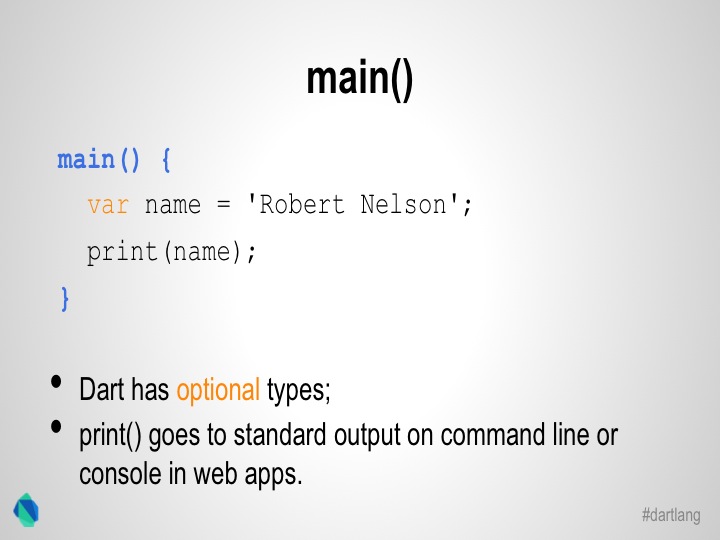 main()
main() {
var name = 'Robert Nelson';
print(name);
}
• Dart has optional types;
• print() goes to standard output on command line or
console in web apps.
#dartlang